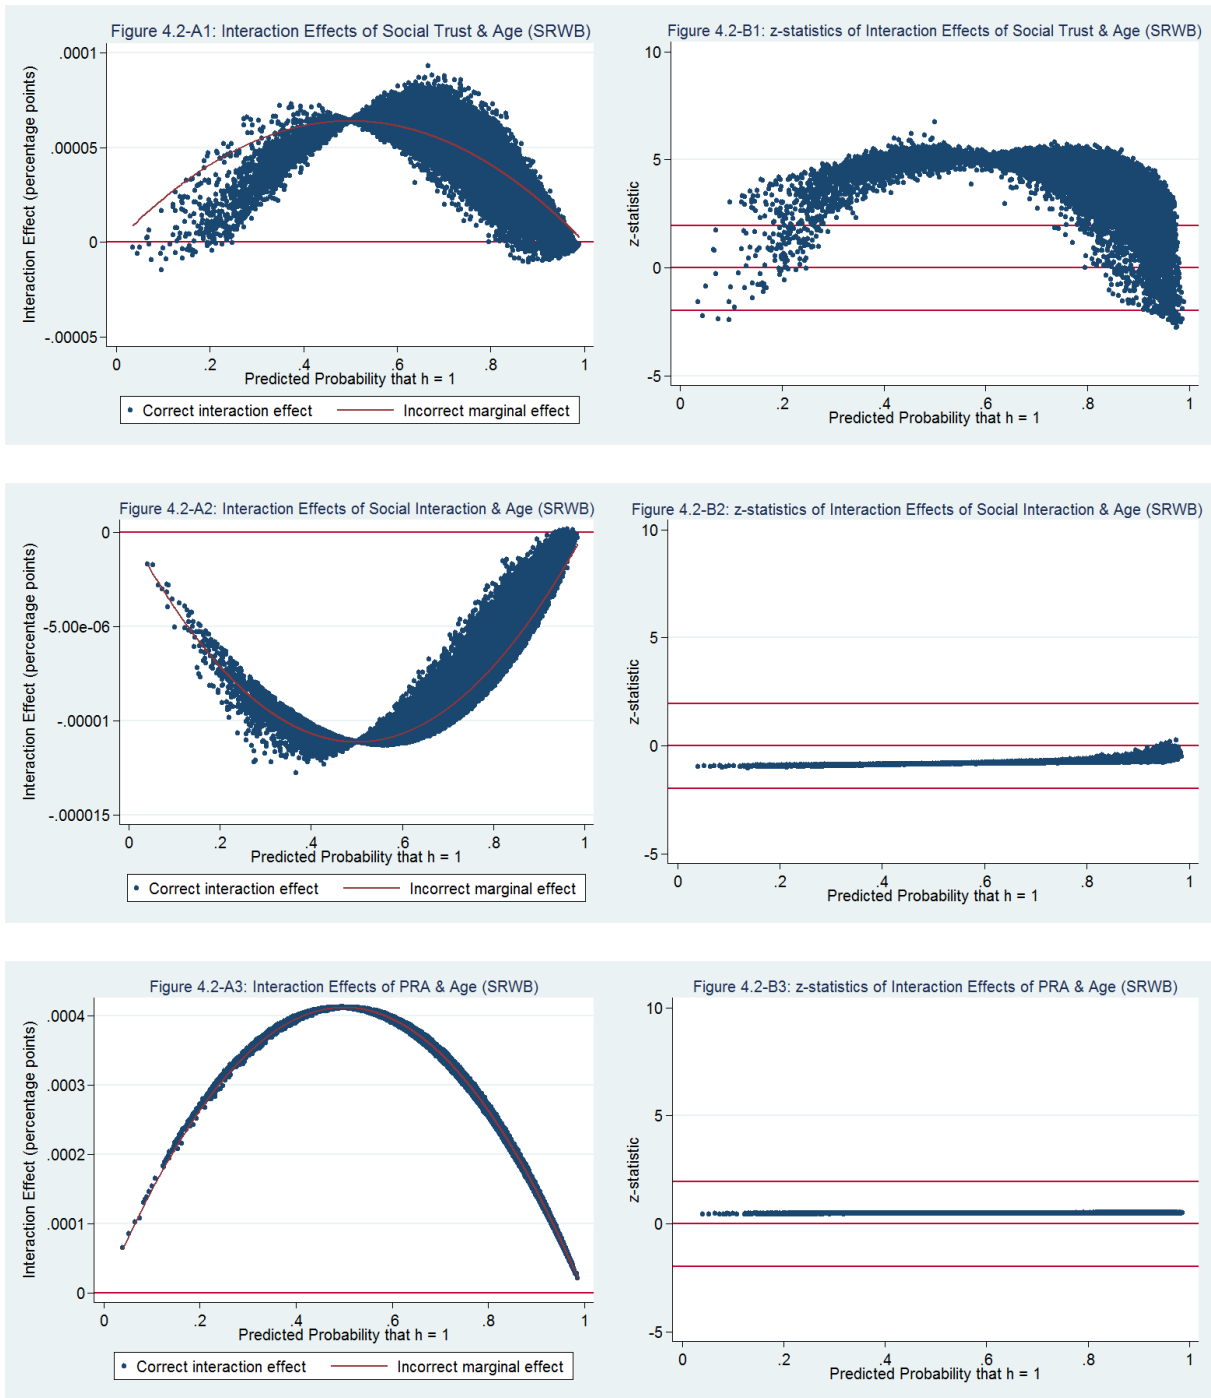 Figure 4.2-A1: Interaction Effects of Social Trust & Age (SRWB)
Interaction Effect (percentage points)
.0001
.00005
0
-.00005
0 .2 .4 .6 .8 1
Predicted Probability that h = 1
Correct interaction effect Incorrect marginal effect
Figure 4.2-B1: z-statistics of Interaction Effects of Social Trust & Age (SRWB)
z-statistic
10
5
0
-5
0 .2 .4 .6 .8 1
Predicted Probability that h = 1
Figure 4.2-A2: Interaction Effects of Social Interaction & Age (SRWB)
Interaction Effect (percentage points)
0
-5.00e-06
-.00001
-.000015
0 .2 .4 .6 .8 1
Predicted Probability that h = 1
Correct interaction effect Incorrect marginal effect
Figure 4.2-B2: z-statistics of Interaction Effects of Social Interaction & Age (SRWB)
z-statistic
10
5
0
-5
0 .2 .4 .6 .8 1
Predicted Probability that h = 1
Figure 4.2-A3: Interaction Effects of PRA & Age (SRWB)
Interaction Effect (percentage points)
.0004
.0003
.0002
.0001
0
0 .2 .4 .6 .8 1
Predicted Probability that h = 1
Correct interaction effect Incorrect marginal effect
Figure 4.2-B3: z-statistics of Interaction Effects of PRA & Age (SRWB)
z-statistic
10
5
0
-5
0 .2 .4 .6 .8 1
Predicted Probability that h = 1